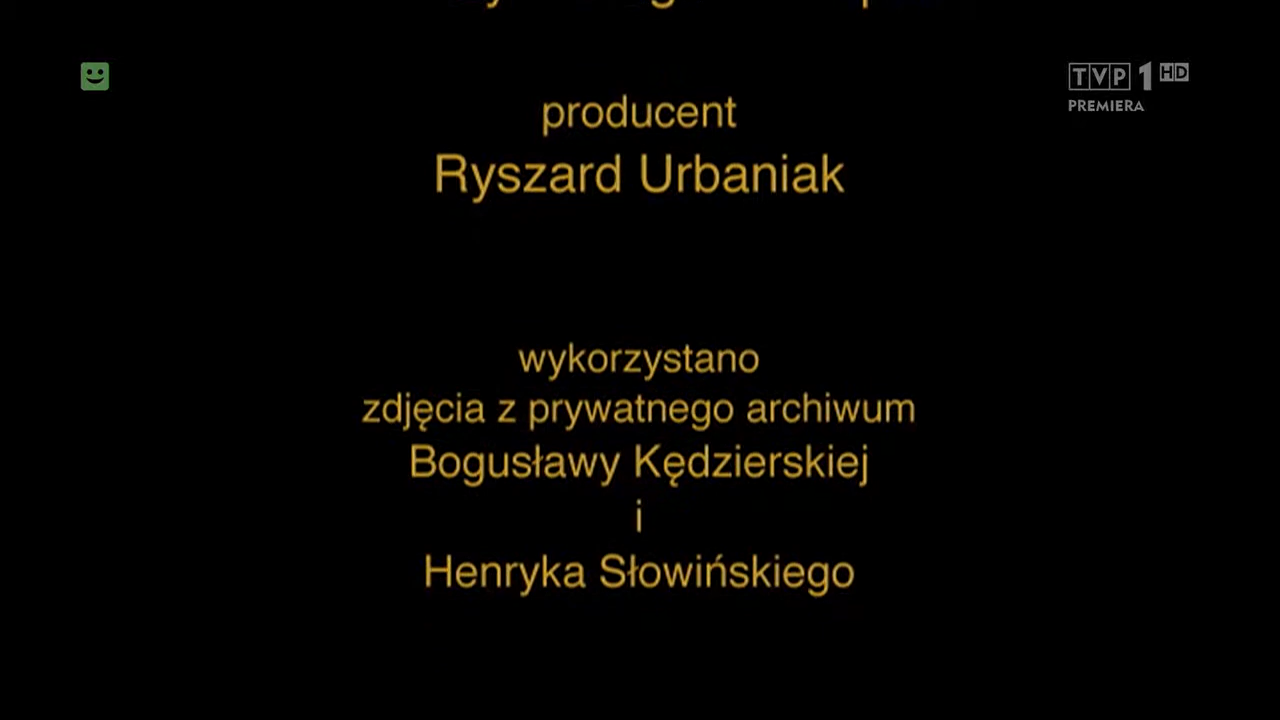 TVP 1 HD
PREMIERA
producent
Ryszard Urbaniak
wykorzystano
zdjęcia z prywatnego archiwum
Bogusławy Kędzierskiej
i
Henryka Słowińskiego